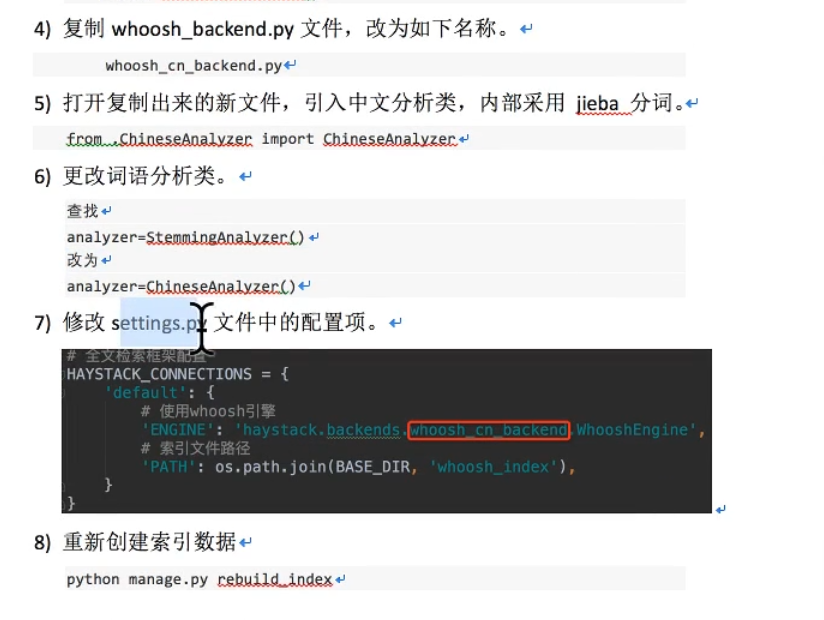 4) 复制 whoosh_backend.py 文件，改为如下名称。
whoosh_cn_backend.py
5) 打开复制出来的新文件，引入中文分析类，内部采用 jieba 分词。
from .ChineseAnalyzer import ChineseAnalyzer
6) 更改词语分析类。
查找
analyzer=StemmingAnalyzer()
改为
analyzer=ChineseAnalyzer()
7) 修改 settings.py 文件中的配置项。
# 全文检索框架配置
HAYSTACK_CONNECTIONS = {
'default': {
# 使用whoosh引擎
'ENGINE': 'haystack.backends.whoosh_cn_backend.WhooshEngine',
# 索引文件路径
'PATH': os.path.join(BASE_DIR, 'whoosh_index'),
}
}
8) 重新创建索引数据
python manage.py rebuild_index